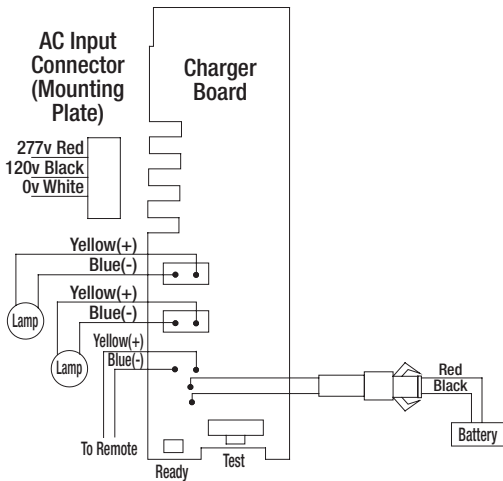 AC Input
Connector
(Mounting
Plate)
Charger
Board
277v Red
120v Black
0v White
Yellow(+)
Blue(-)
Lamp
Yellow(+)
Blue(-)
Lamp
Yellow(+)
Blue(-)
To Remote
Ready
Test
Red
Black
Battery